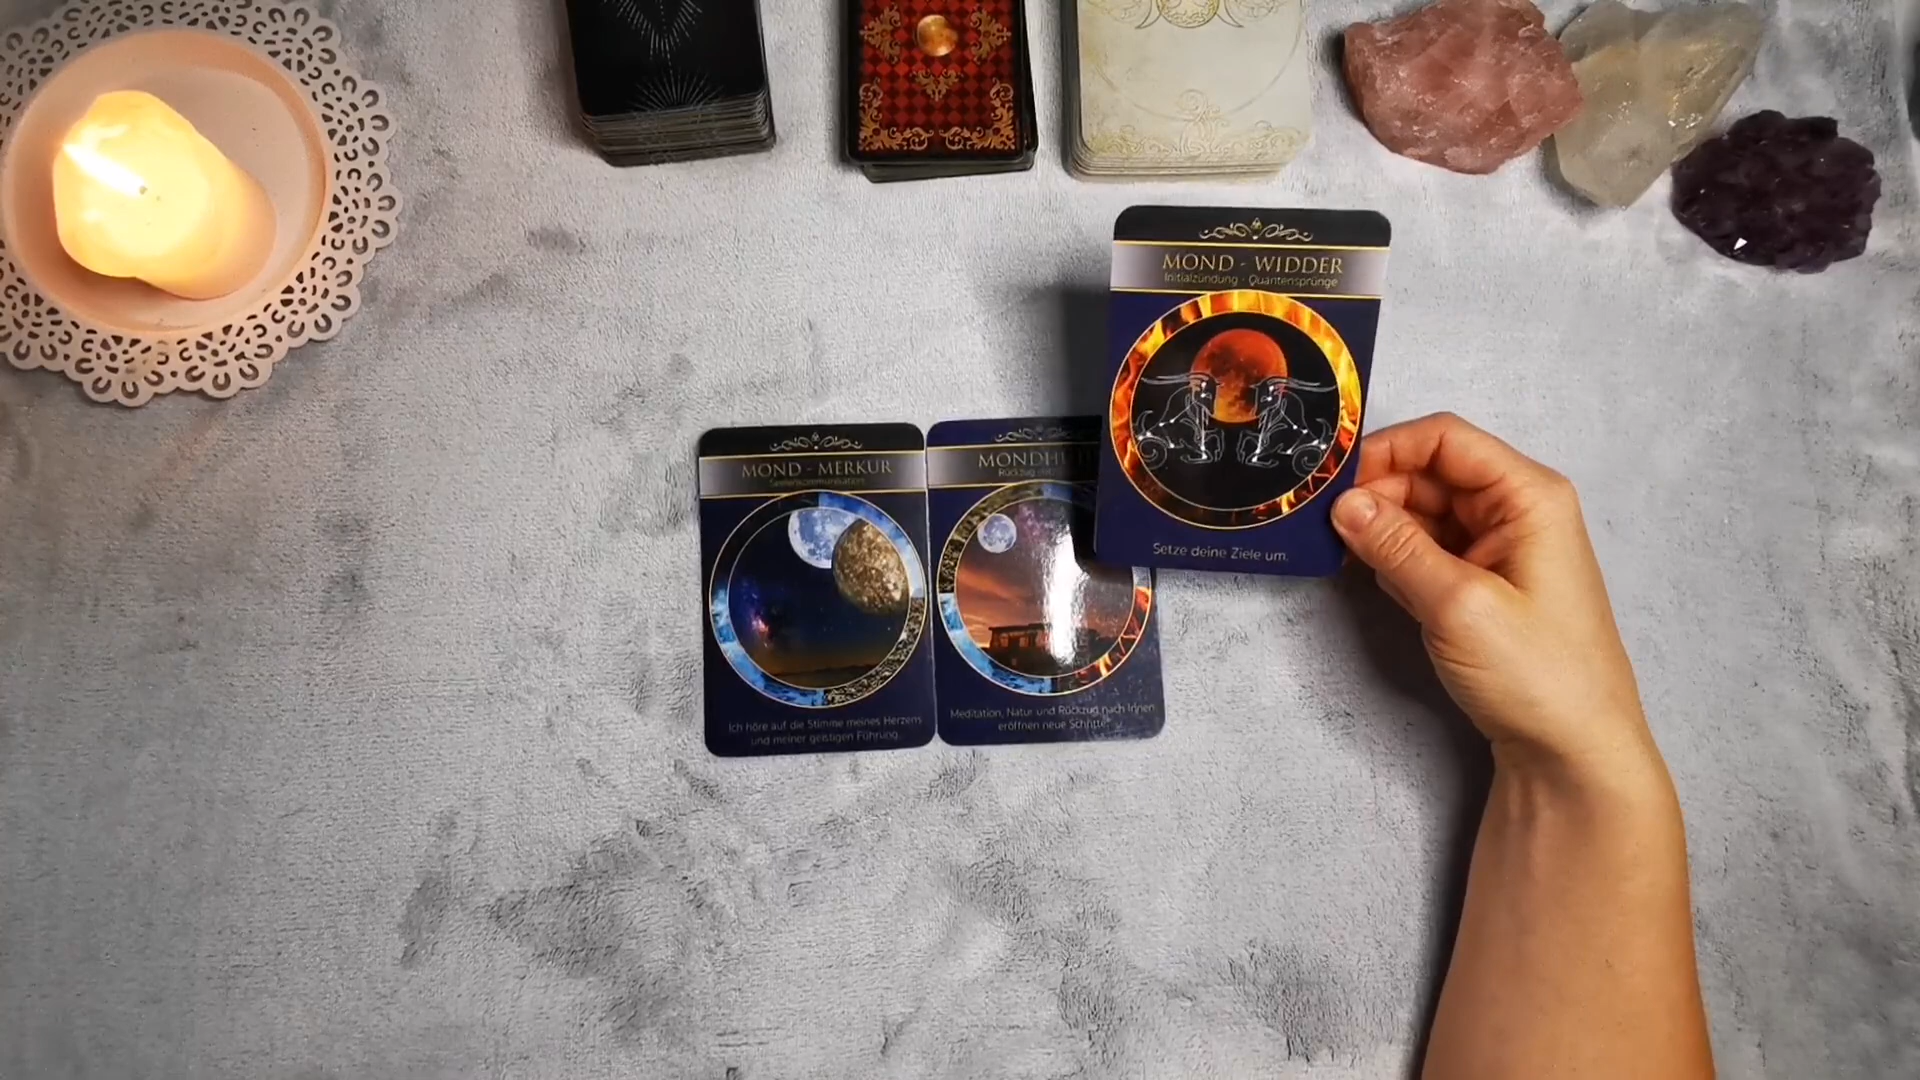 MOND - WIDDER
Initialzündung - Quantensprünge
Setze deine Ziele um.
MOND - MERKUR
Seelenkommunikation
Ich höre auf die Stimme meines Herzens
und meiner geistigen Führung.
Meditation, Natur und Rückzug nach Innen
eröffnen neue Schritte.